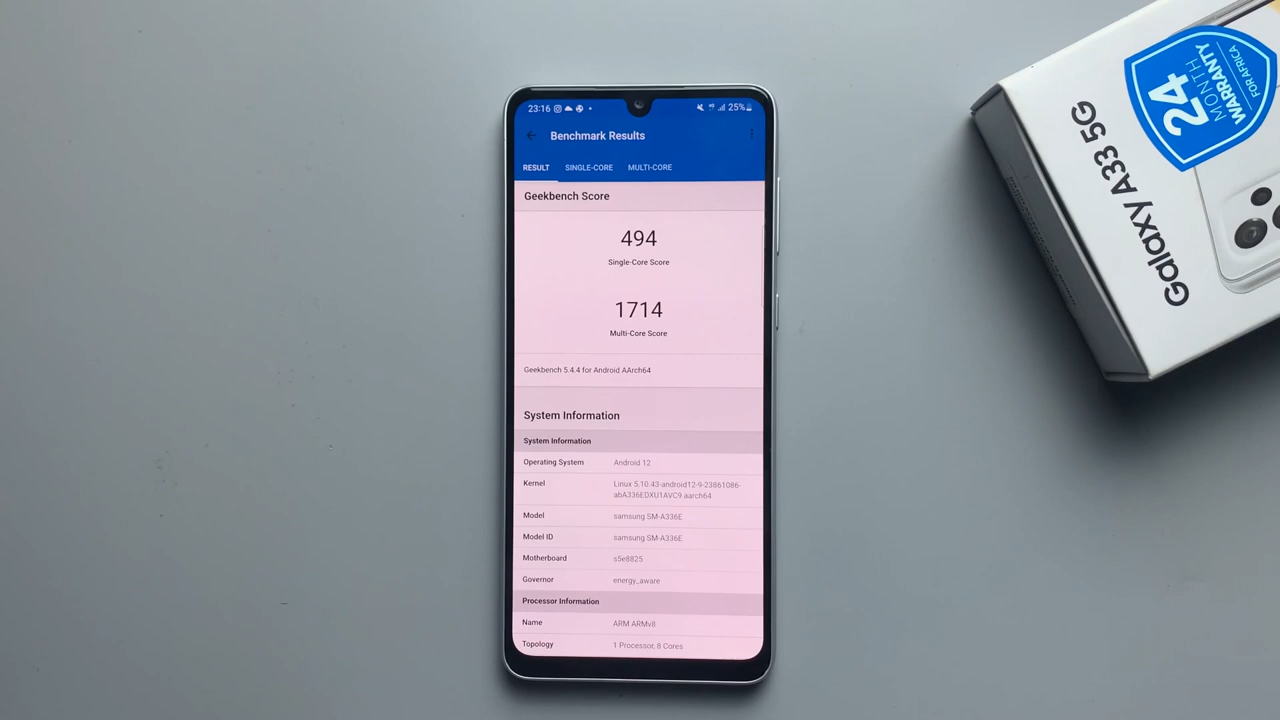 23:16 25%
Benchmark Results
RESULT SINGLE-CORE MULTI-CORE
Geekbench Score
494
Single-Core Score
1714
Multi-Core Score
Geekbench 5.4.4 for Android AArch64
System Information
System Information
Operating System Android 12
Kernel Linux 5.10.43-android12-9-23861086-
abA336EDXU1AVC9 aarch64
Model samsung SM-A336E
Model ID samsung SM-A336E
Motherboard s5e8825
Governor energy_aware
Processor Information
Name ARM ARMv8
Topology 1 Processor, 8 Cores
Galaxy A33 5G
24
MONTH
WARRANTY
FOR AFRICA